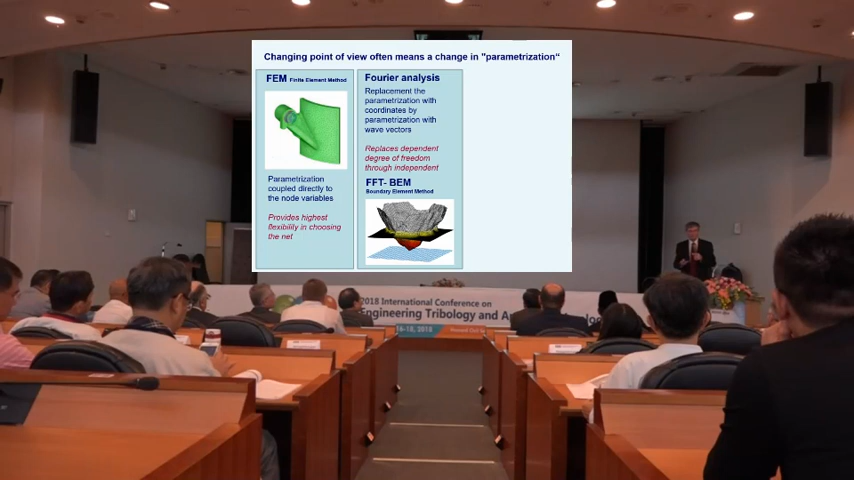 Changing point of view often means a change in "parametrization"
FEM Finite Element Method
Parametrization
coupled directly to
the node variables
Provides highest
flexibility in choosing
the net
Fourier analysis
Replacement the
parametrization with
coordinates by
parametrization with
wave vectors
Replaces dependent
degree of freedom
through independent
FFT- BEM
Boundary Element Method
2018 International Conference on
Engineering Tribology and
16-18, 2018